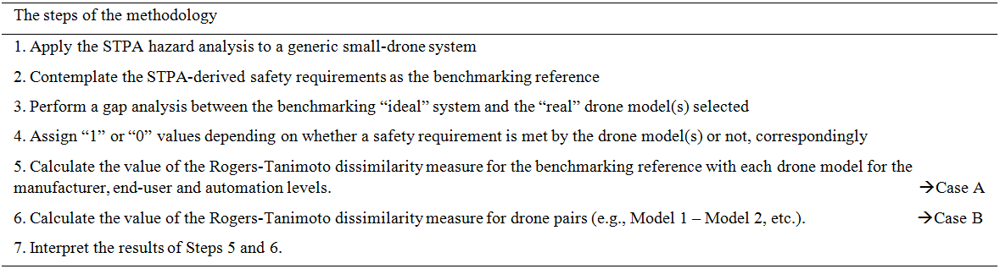 The steps of the methodology
1. Apply the STPA hazard analysis to a generic small-drone system
2. Contemplate the STPA-derived safety requirements as the benchmarking reference
3. Perform a gap analysis between the benchmarking “ideal” system and the “real” drone model(s) selected
4. Assign “1” or “0” values depending on whether a safety requirement is met by the drone model(s) or not, correspondingly
5. Calculate the value of the Rogers-Tanimoto dissimilarity measure for the benchmarking reference with each drone model for the
manufacturer, end-user and automation levels. →Case A
6. Calculate the value of the Rogers-Tanimoto dissimilarity measure for drone pairs (e.g., Model 1 – Model 2, etc.). →Case B
7. Interpret the results of Steps 5 and 6.